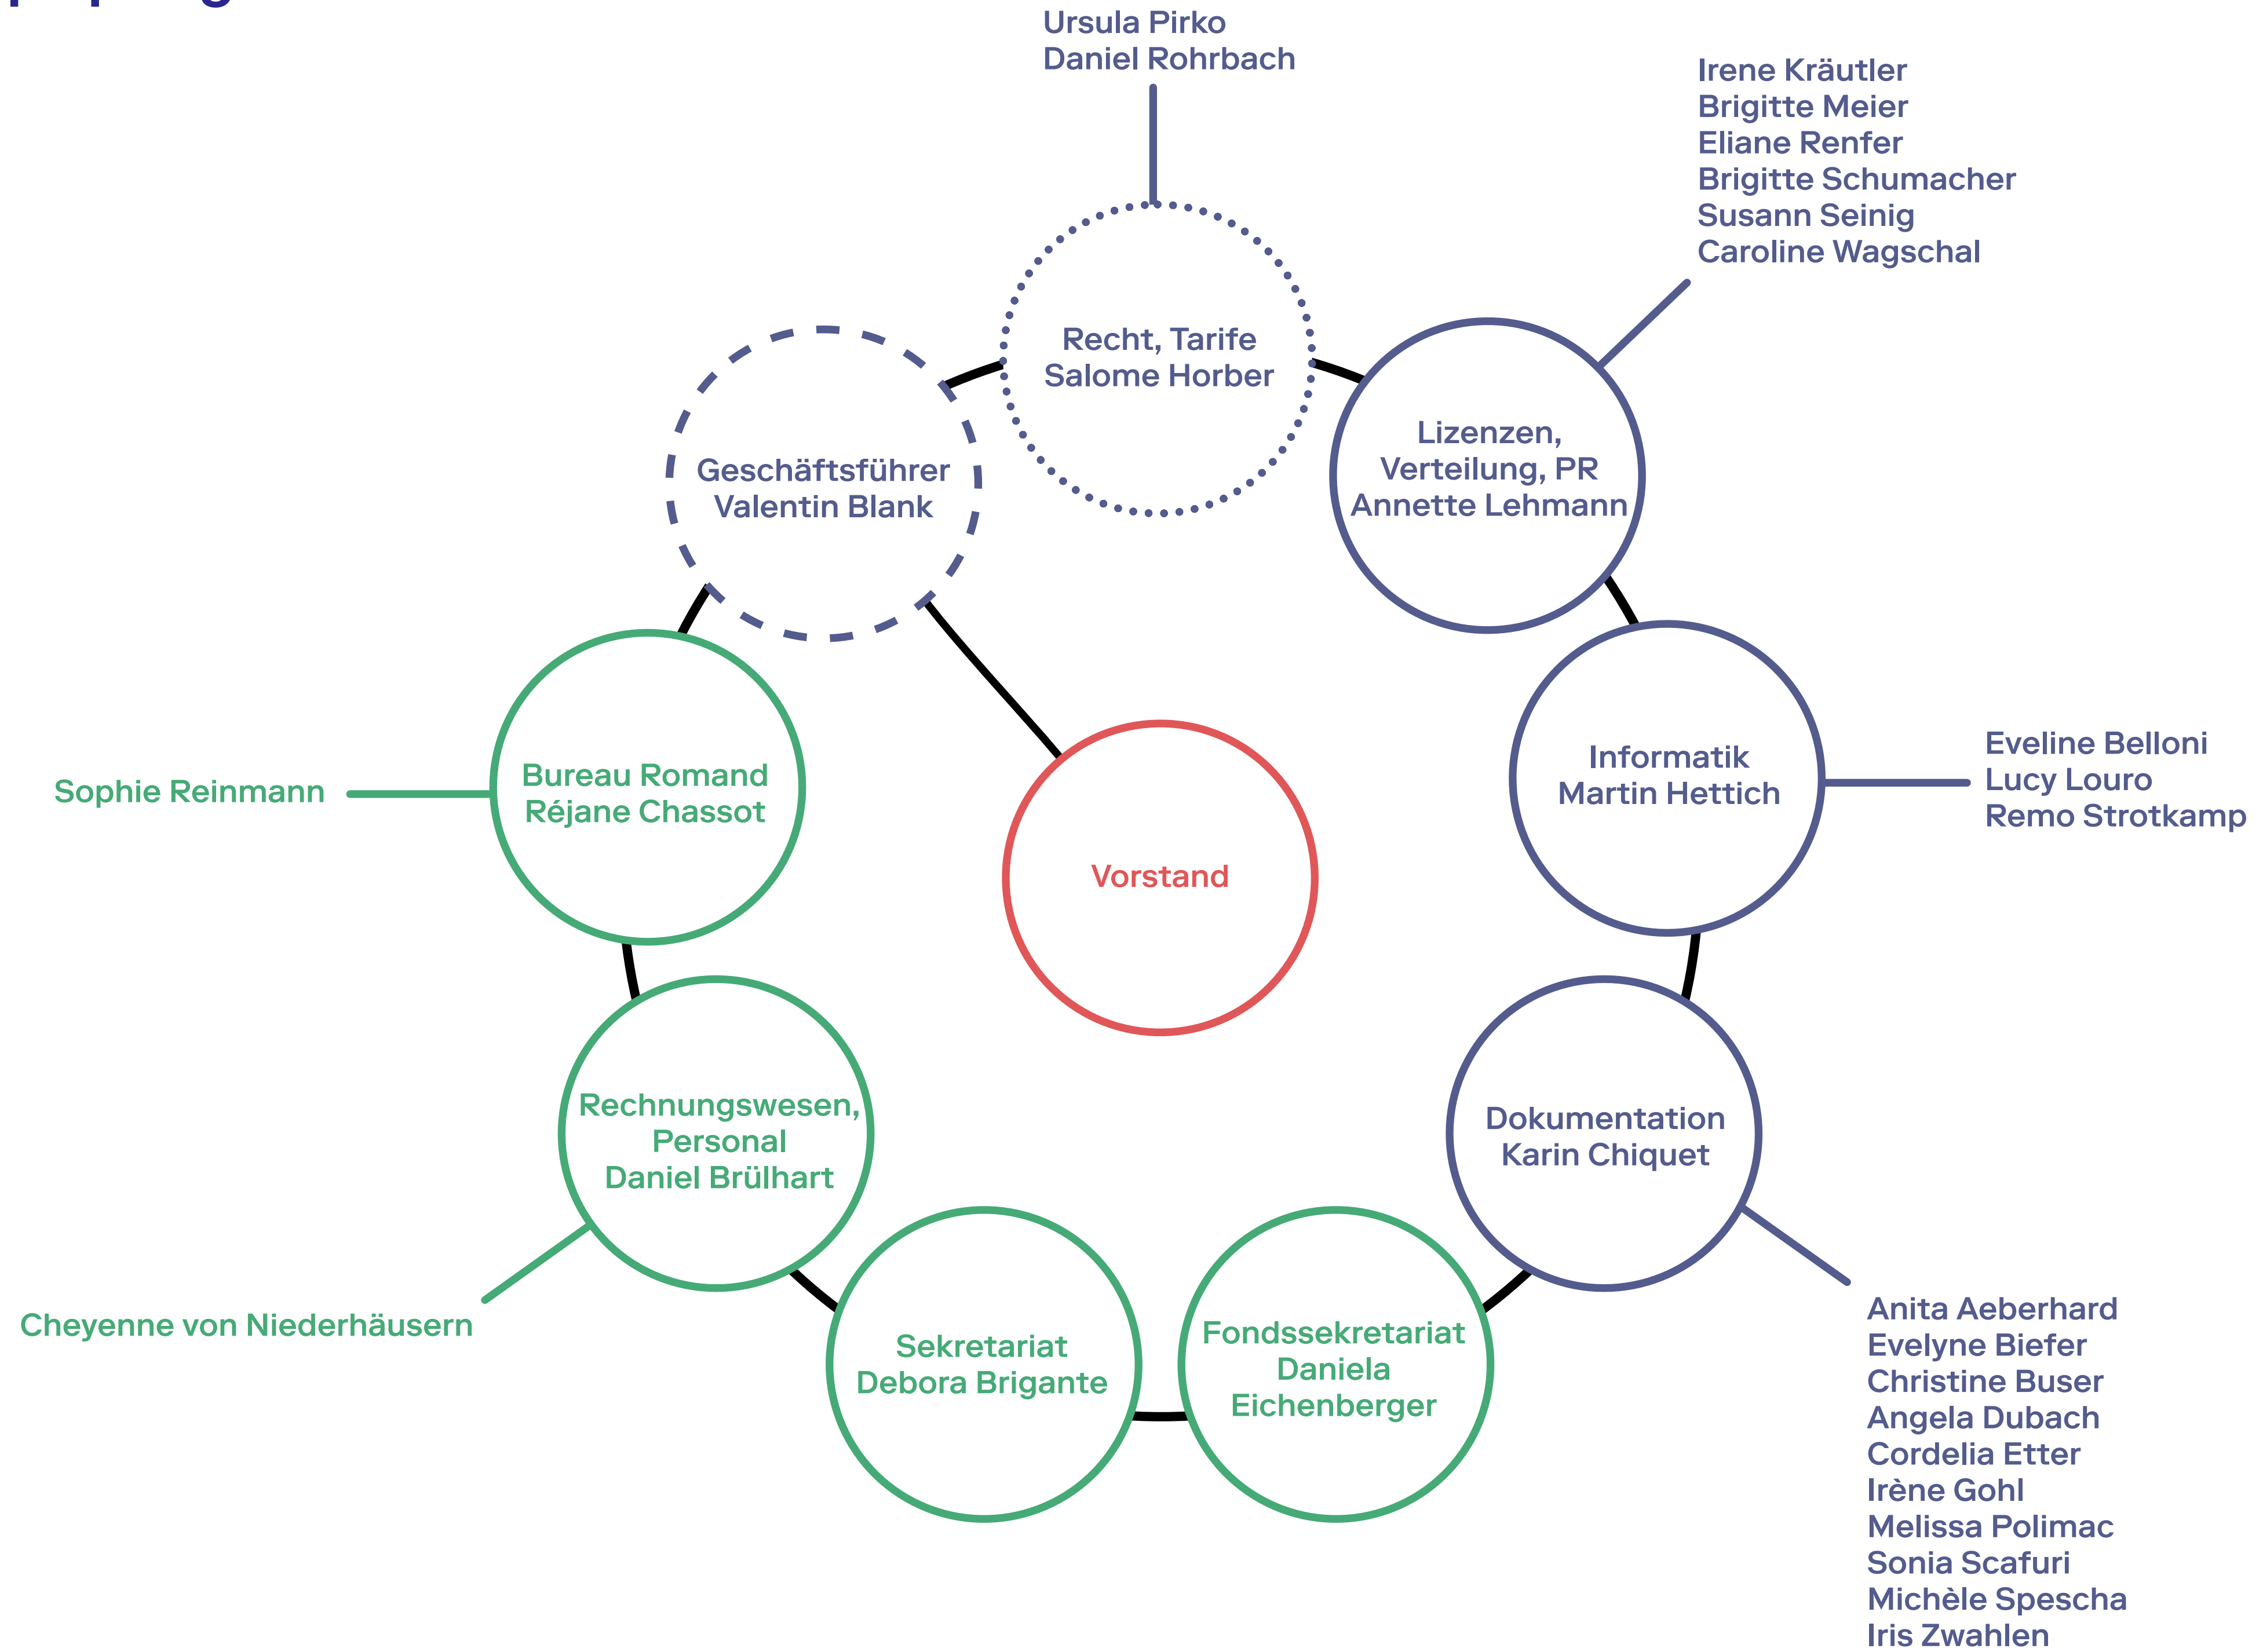 Ursula Pirko
Daniel Rohrbach
Irene Kräutler
Brigitte Meier
Eliane Renfer
Brigitte Schumacher
Susann Seinig
Caroline Wagschal
Recht, Tarife
Salome Horber
Geschäftsführer
Valentin Blank
Lizenzen,
Verteilung, PR
Annette Lehmann
Informatik
Martin Hettich
Eveline Belloni
Lucy Louro
Remo Strotkamp
Sophie Reinmann
Bureau Romand
Réjane Chassot
Vorstand
Rechnungswesen,
Personal
Daniel Brülhart
Dokumentation
Karin Chiquet
Cheyenne von Niederhäusern
Sekretariat
Debora Brigante
Fondssekretariat
Daniela
Eichenberger
Anita Aeberhard
Evelyne Biefer
Christine Buser
Angela Dubach
Cordelia Etter
Irène Gohl
Melissa Polimac
Sonia Scafuri
Michèle Spescha
Iris Zwahlen